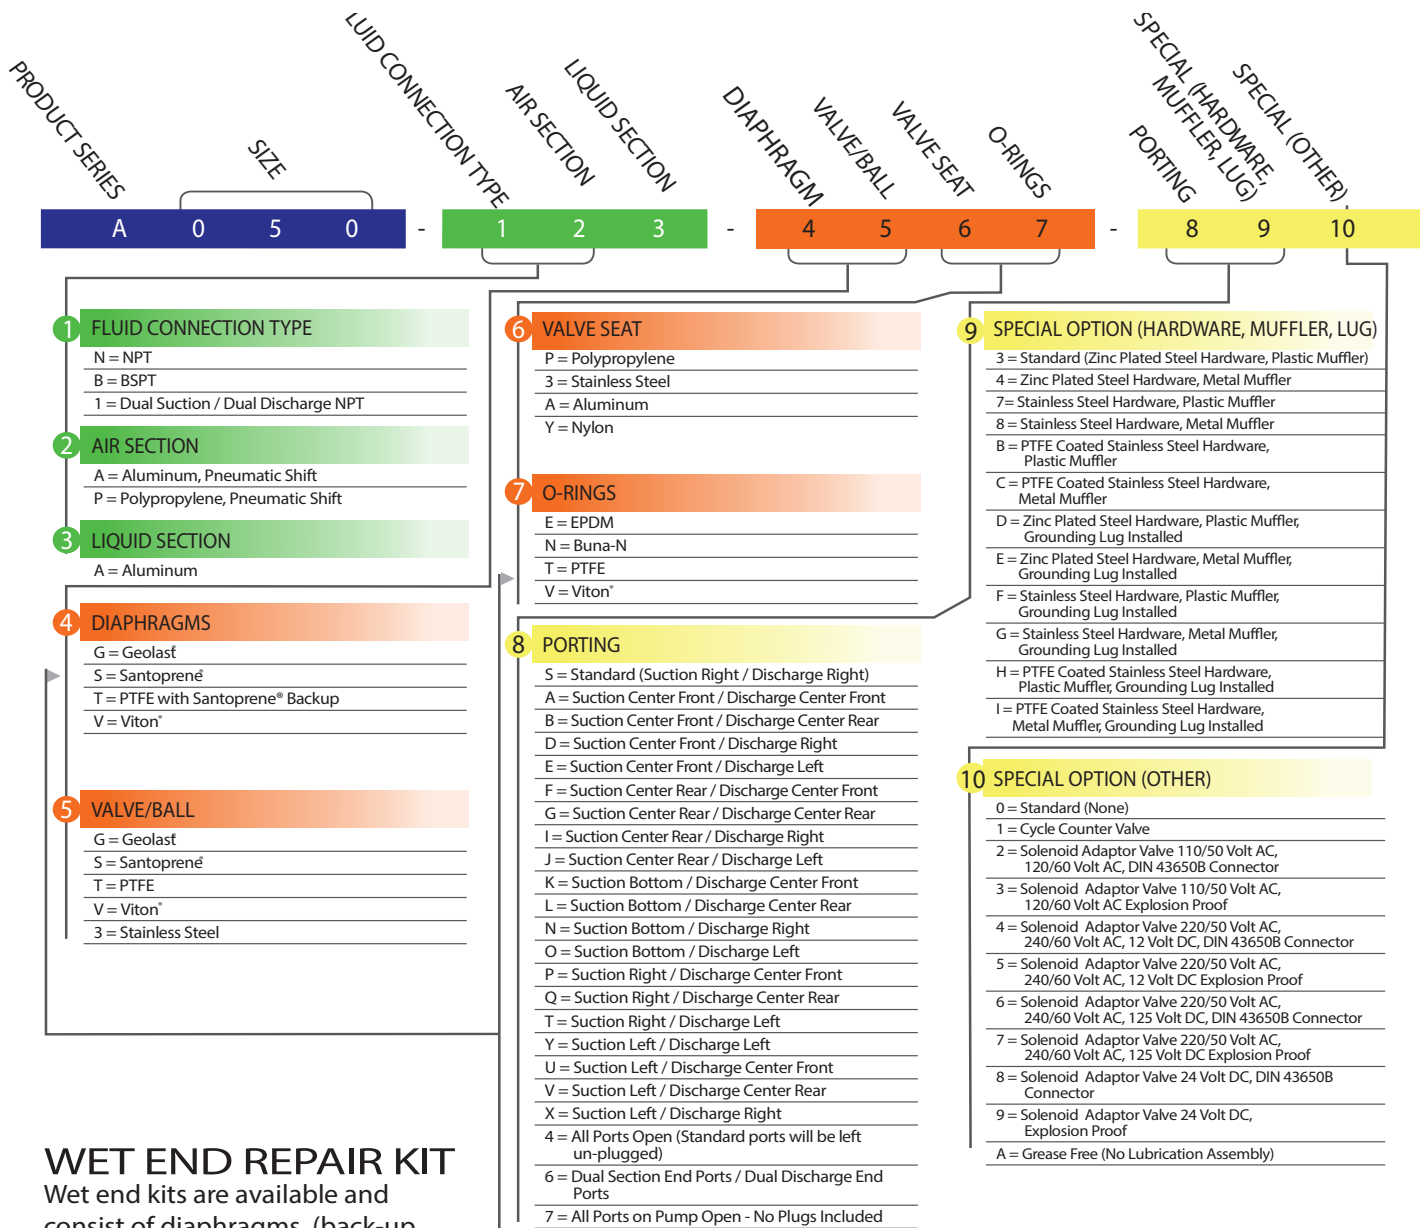 PRODUCT SERIES
SIZE
FLUID CONNECTION TYPE
AIR SECTION
LIQUID SECTION
DIAPHRAGM
VALVE/BALL
VALVE SEAT
O-RINGS
PORTING
SPECIAL (HARDWARE,
MUFFLER, LUG)
SPECIAL (OTHER)
A 0 5 0 - 1 2 3 - 4 5 6 7 - 8 9 10
1 FLUID CONNECTION TYPE
N = NPT
B = BSPT
1 = Dual Suction / Dual Discharge NPT
2 AIR SECTION
A = Aluminum, Pneumatic Shift
P = Polypropylene, Pneumatic Shift
3 LIQUID SECTION
A = Aluminum
4 DIAPHRAGMS
G = Geolast®
S = Santoprene®
T = PTFE with Santoprene® Backup
V = Viton®
5 VALVE/BALL
G = Geolast®
S = Santoprene®
T = PTFE
V = Viton®
3 = Stainless Steel
WET END REPAIR KIT
Wet end kits are available and
consist of diaphragms, (back-up
6 VALVE SEAT
P = Polypropylene
3 = Stainless Steel
A = Aluminum
Y = Nylon
7 O-RINGS
E = EPDM
N = Buna-N
T = PTFE
V = Viton®
8 PORTING
S = Standard (Suction Right / Discharge Right)
A = Suction Center Front / Discharge Center Front
B = Suction Center Front / Discharge Center Rear
D = Suction Center Front / Discharge Right
E = Suction Center Front / Discharge Left
F = Suction Center Rear / Discharge Center Front
G = Suction Center Rear / Discharge Center Rear
I = Suction Center Rear / Discharge Right
J = Suction Center Rear / Discharge Left
K = Suction Bottom / Discharge Center Front
L = Suction Bottom / Discharge Center Rear
N = Suction Bottom / Discharge Right
O = Suction Bottom / Discharge Left
P = Suction Right / Discharge Center Front
Q = Suction Right / Discharge Center Rear
T = Suction Right / Discharge Left
Y = Suction Left / Discharge Left
U = Suction Left / Discharge Center Front
V = Suction Left / Discharge Center Rear
X = Suction Left / Discharge Right
4 = All Ports Open (Standard ports will be left
un-plugged)
6 = Dual Section End Ports / Dual Discharge End
Ports
7 = All Ports on Pump Open - No Plugs Included
9 SPECIAL OPTION (HARDWARE, MUFFLER, LUG)
3 = Standard (Zinc Plated Steel Hardware, Plastic Muffler)
4 = Zinc Plated Steel Hardware, Metal Muffler
7= Stainless Steel Hardware, Plastic Muffler
8 = Stainless Steel Hardware, Metal Muffler
B = PTFE Coated Stainless Steel Hardware,
Plastic Muffler
C = PTFE Coated Stainless Steel Hardware,
Metal Muffler
D = Zinc Plated Steel Hardware, Plastic Muffler,
Grounding Lug Installed
E = Zinc Plated Steel Hardware, Metal Muffler,
Grounding Lug Installed
F = Stainless Steel Hardware, Plastic Muffler,
Grounding Lug Installed
G = Stainless Steel Hardware, Metal Muffler,
Grounding Lug Installed
H = PTFE Coated Stainless Steel Hardware,
Plastic Muffler, Grounding Lug Installed
I = PTFE Coated Stainless Steel Hardware,
Metal Muffler, Grounding Lug Installed
10 SPECIAL OPTION (OTHER)
0 = Standard (None)
1 = Cycle Counter Valve
2 = Solenoid Adaptor Valve 110/50 Volt AC,
120/60 Volt AC, DIN 43650B Connector
3 = Solenoid Adaptor Valve 110/50 Volt AC,
120/60 Volt AC Explosion Proof
4 = Solenoid Adaptor Valve 220/50 Volt AC,
240/60 Volt AC, 12 Volt DC, DIN 43650B Connector
5 = Solenoid Adaptor Valve 220/50 Volt AC,
240/60 Volt AC, 12 Volt DC Explosion Proof
6 = Solenoid Adaptor Valve 220/50 Volt AC,
240/60 Volt AC, 125 Volt DC, DIN 43650B Connector
7 = Solenoid Adaptor Valve 220/50 Volt AC,
240/60 Volt AC, 125 Volt DC Explosion Proof
8 = Solenoid Adaptor Valve 24 Volt DC, DIN 43650B
Connector
9 = Solenoid Adaptor Valve 24 Volt DC,
Explosion Proof
A = Grease Free (No Lubrication Assembly)